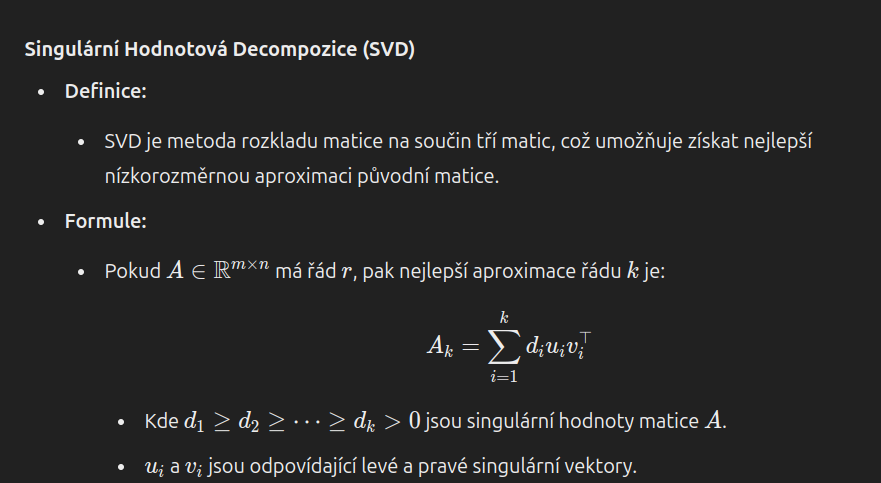 Singulární Hodnotová Decompozice (SVD)
• Definice:
• SVD je metoda rozkladu matice na součin tří matic, což umožňuje získat nejlepší
nízkorozměrnou aproximaci původní matice.
• Formule:
• Pokud $A \in \mathbb{R}^{m \times n}$ má řád $r$, pak nejlepší aproximace řádu $k$ je:
$A_k = \sum_{i=1}^{k} d_i u_i v_i^\top$
• Kde $d_1 \geq d_2 \geq \cdots \geq d_k > 0$ jsou singulární hodnoty matice $A$.
• $u_i$ a $v_i$ jsou odpovídající levé a pravé singulární vektory.